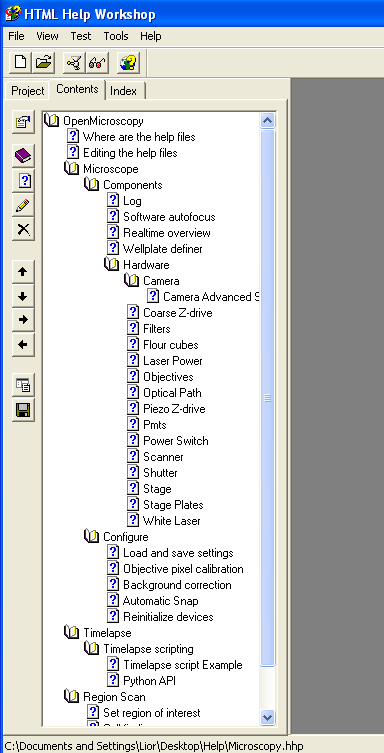 HTML Help Workshop
File View Test Tools Help
Project Contents Index
OpenMicroscopy
Where are the help files
Editing the help files
Microscope
Components
Log
Software autofocus
Realtime overview
Wellplate definer
Hardware
Camera
Camera Advanced S
Coarse Z-drive
Filters
Flour cubes
Laser Power
Objectives
Optical Path
Piezo Z-drive
Pmts
Power Switch
Scanner
Shutter
Stage
Stage Plates
White Laser
Configure
Load and save settings
Objective pixel calibration
Background correction
Automatic Snap
Reinitialize devices
Timelapse
Timelapse scripting
Timelapse script Example
Python API
Region Scan
Set region of interest
C:\Documents and Settings\Lior\Desktop\Help\Microscopy.hhp